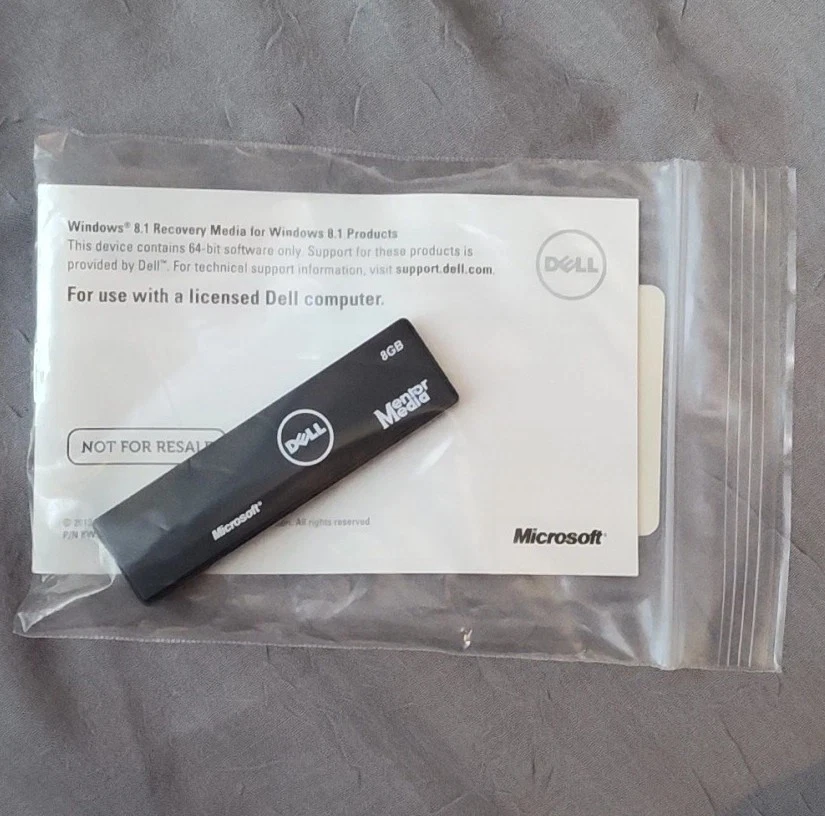 Windows® 8.1 Recovery Media for Windows 8.1 Products
This device contains 64-bit software only. Support for these products is
provided by Dell™. For technical support information, visit support.dell.com.
For use with a licensed Dell computer.
DELL
8GB
Mentor
Media
DELL
NOT FOR RESALE
Microsoft®
All rights reserved
P/N
Microsoft®